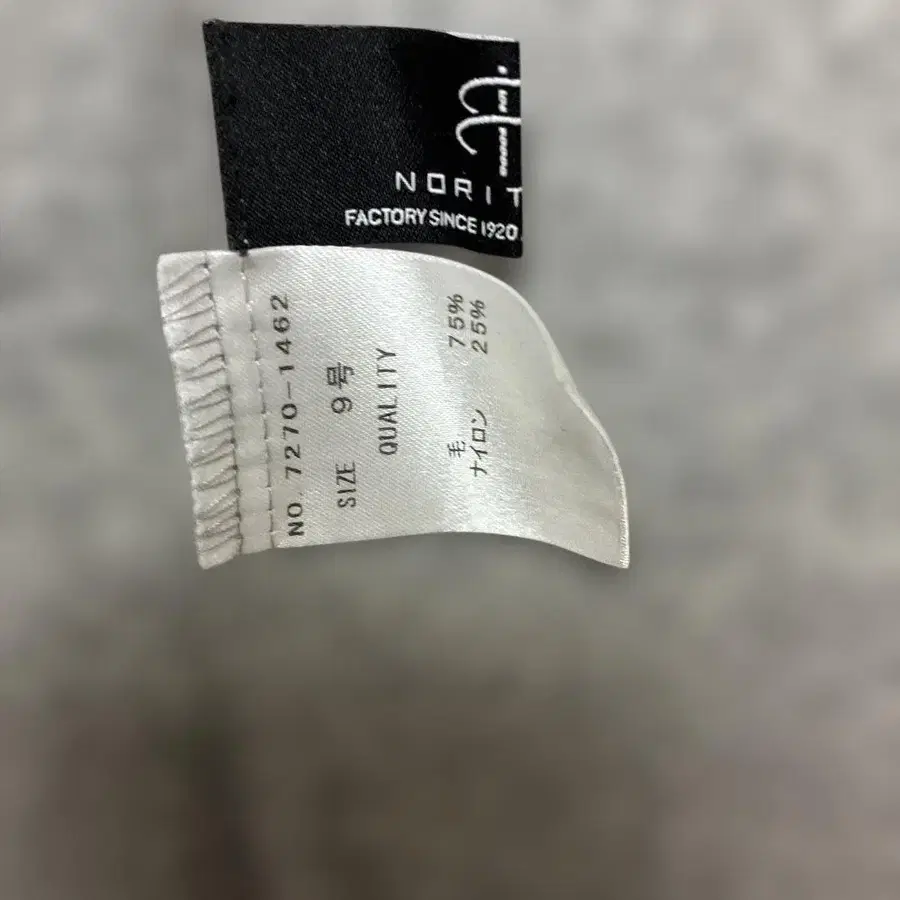 NORIT
FACTORY SINCE 1920
NO. 7270-1462
SIZE 9号
QUALITY
毛 75%
ナイロン 25%